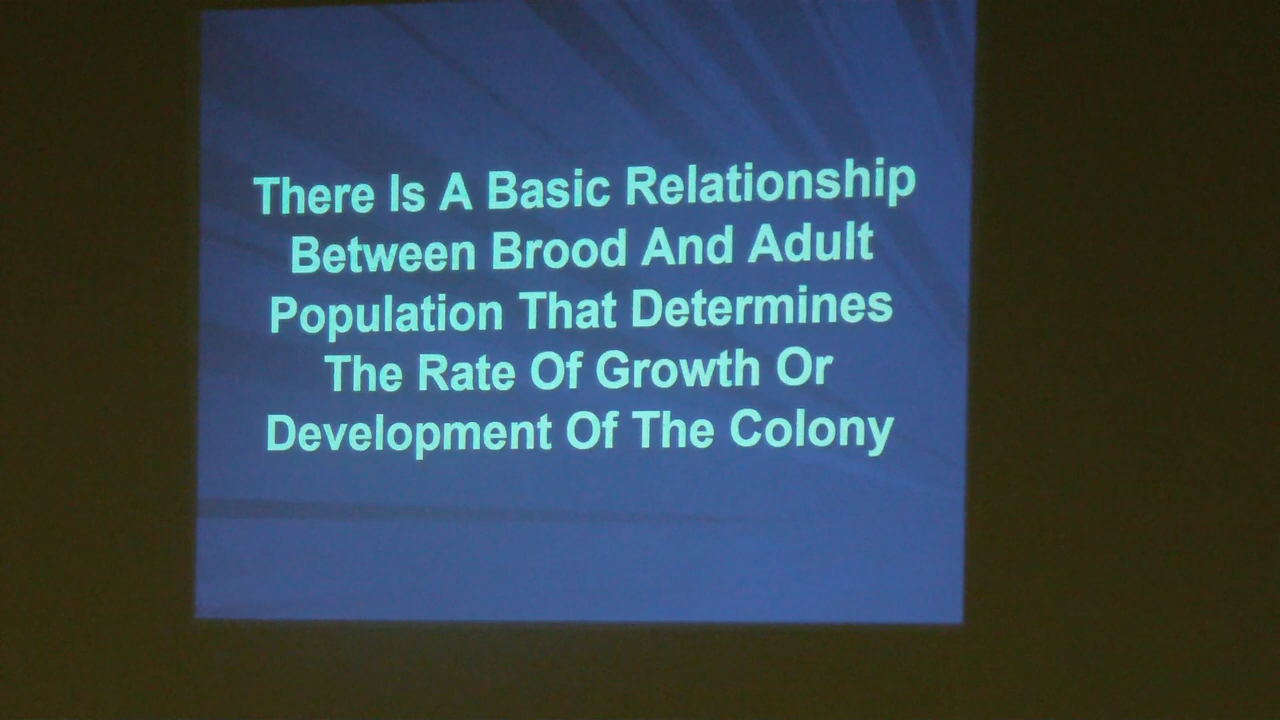 There Is A Basic Relationship
Between Brood And Adult
Population That Determines
The Rate Of Growth Or
Development Of The Colony